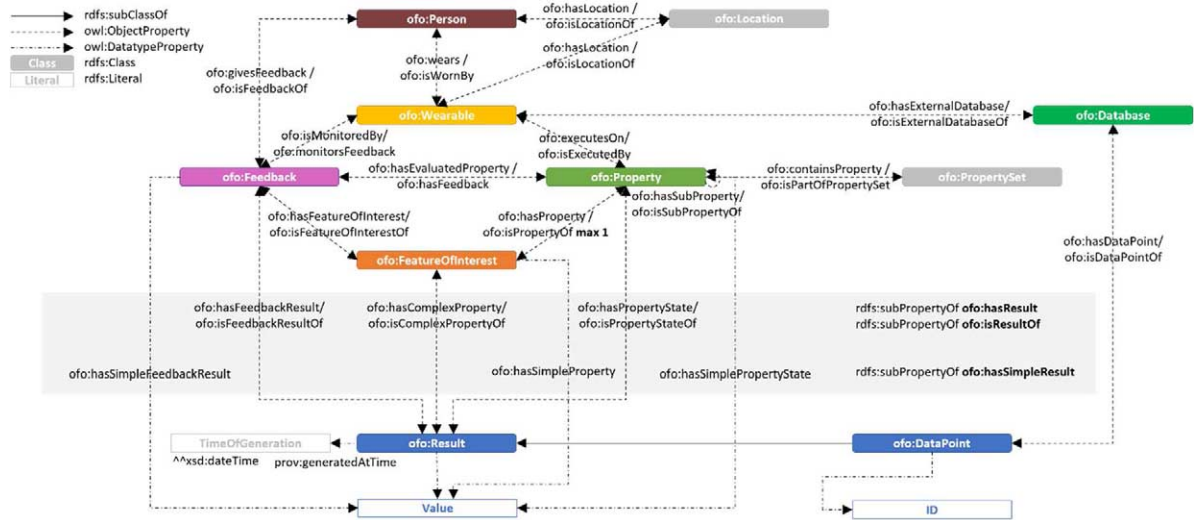 rdfs:subClassOf
owl:ObjectProperty
owl:DatatypeProperty
Class
rdfs:Class
Literal
rdfs:Literal
ofo:Person
ofo:hasLocation /
ofo:isLocationOf
ofo:Location
ofo:hasLocation /
ofo:isLocationOf
ofo:wears /
ofo:isWornBy
ofo:givesFeedback /
ofo:isFeedbackOf
ofo:Wearable
ofo:hasExternalDatabase/
ofo:isExternalDatabaseOf
ofo:Database
ofo:isMonitoredBy/
ofo:monitorsFeedback
ofo:executesOn/
ofo:isExecutedBy
ofo:Feedback
ofo:hasEvaluatedProperty /
ofo:hasFeedback
ofo:Property
ofo:containsProperty /
ofo:isPartOfPropertySet
ofo:PropertySet
ofo:hasSubProperty/
ofo:isSubPropertyOf
ofo:hasFeatureOfInterest/
ofo:isFeatureOfInterestOf
ofo:hasProperty /
ofo:isPropertyOf max 1
ofo:hasDataPoint/
ofo:isDataPointOf
ofo:FeatureOfInterest
ofo:hasFeedbackResult/
ofo:isFeedbackResultOf
ofo:hasComplexProperty/
ofo:isComplexPropertyOf
ofo:hasPropertyState/
ofo:isPropertyStateOf
rdfs:subPropertyOf ofo:hasResult
rdfs:subPropertyOf ofo:isResultOf
ofo:hasSimpleFeedbackResult
ofo:hasSimpleProperty
ofo:hasSimplePropertyState
rdfs:subPropertyOf ofo:hasSimpleResult
TimeOfGeneration
^^xsd:dateTime
prov:generatedAtTime
ofo:Result
ofo:DataPoint
Value
ID